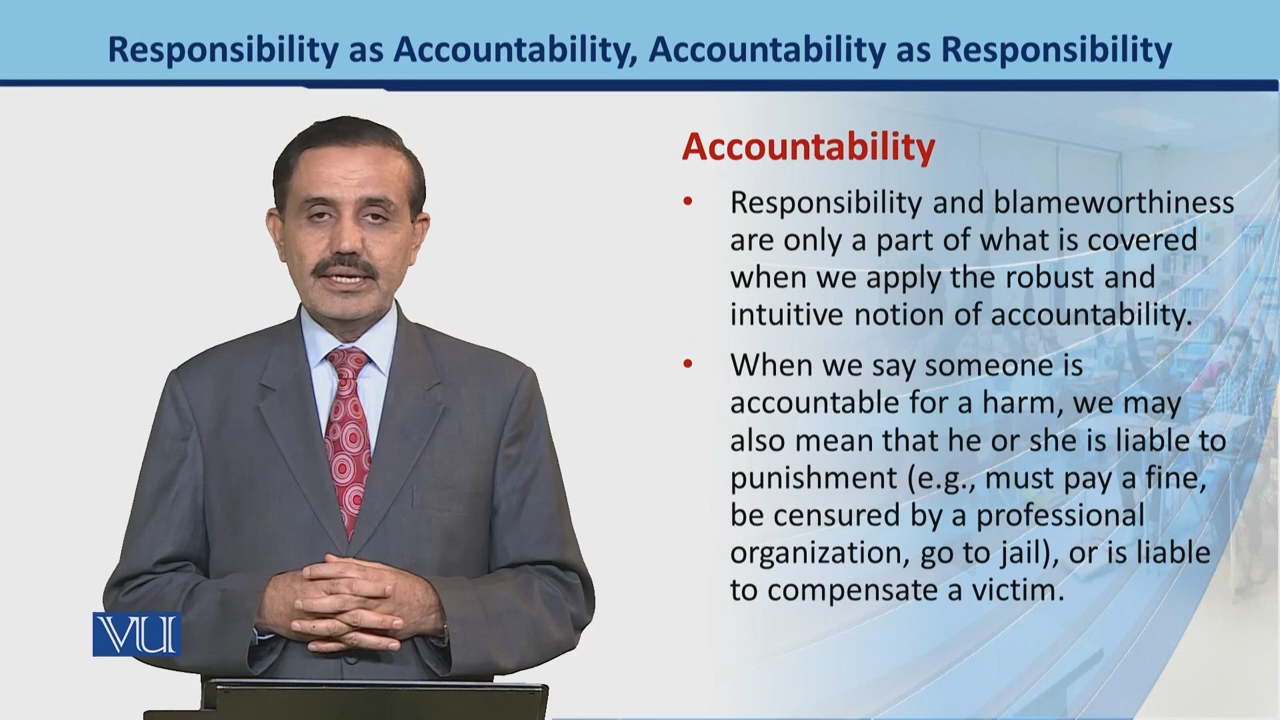 Responsibility as Accountability, Accountability as Responsibility
Accountability
• Responsibility and blameworthiness
are only a part of what is covered
when we apply the robust and
intuitive notion of accountability.
• When we say someone is
accountable for a harm, we may
also mean that he or she is liable to
punishment (e.g., must pay a fine,
be censured by a professional
organization, go to jail), or is liable
to compensate a victim.
VU